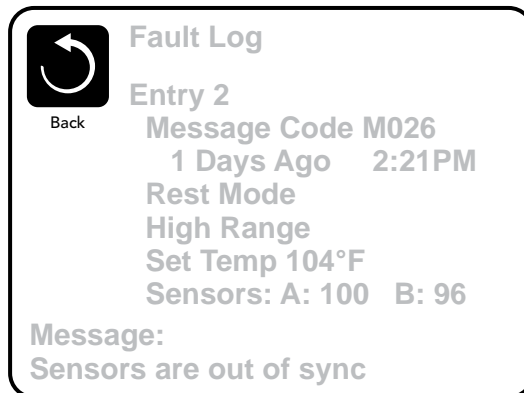 Fault Log
Back
Entry 2
Message Code M026
1 Days Ago 2:21PM
Rest Mode
High Range
Set Temp 104°F
Sensors: A: 100 B: 96
Message:
Sensors are out of sync